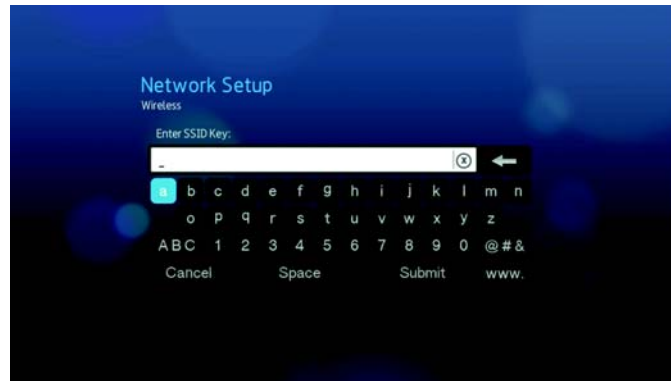 Network Setup
Wireless
Enter SSID Key:
_
a b c d e f g h i j k l m n
o p q r s t u v w x y z
ABC 1 2 3 4 5 6 7 8 9 0 @#&
Cancel Space Submit www.